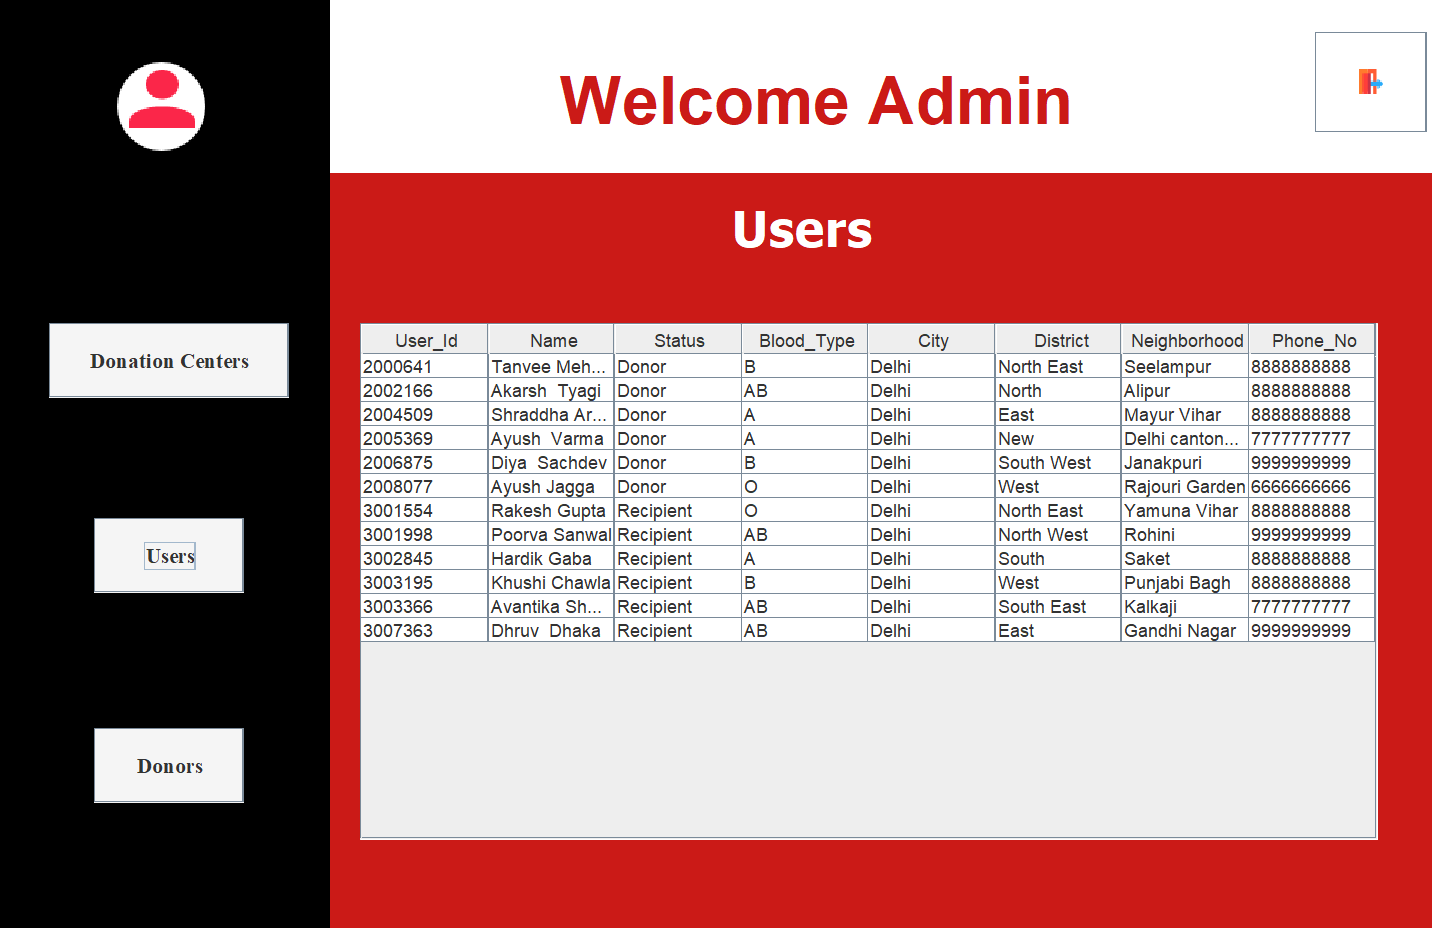 Welcome Admin
Users
Donation Centers
Users
Donors
User_Id Name Status Blood_Type City District Neighborhood Phone_No
2000641 Tanvee Meh... Donor B Delhi North East Seelampur 8888888888
2002166 Akarsh  Tyagi Donor AB Delhi North Alipur 8888888888
2004509 Shraddha Ar... Donor A Delhi East Mayur Vihar 8888888888
2005369 Ayush  Varma Donor A Delhi New Delhi canton... 7777777777
2006875 Diya  Sachdev Donor B Delhi South West Janakpuri 9999999999
2008077 Ayush Jagga Donor O Delhi West Rajouri Garden 6666666666
3001554 Rakesh Gupta Recipient O Delhi North East Yamuna Vihar 8888888888
3001998 Poorva Sanwal Recipient AB Delhi North West Rohini 9999999999
3002845 Hardik Gaba Recipient A Delhi South Saket 8888888888
3003195 Khushi Chawla Recipient B Delhi West Punjabi Bagh 8888888888
3003366 Avantika Sh... Recipient AB Delhi South East Kalkaji 7777777777
3007363 Dhruv  Dhaka Recipient AB Delhi East Gandhi Nagar 9999999999